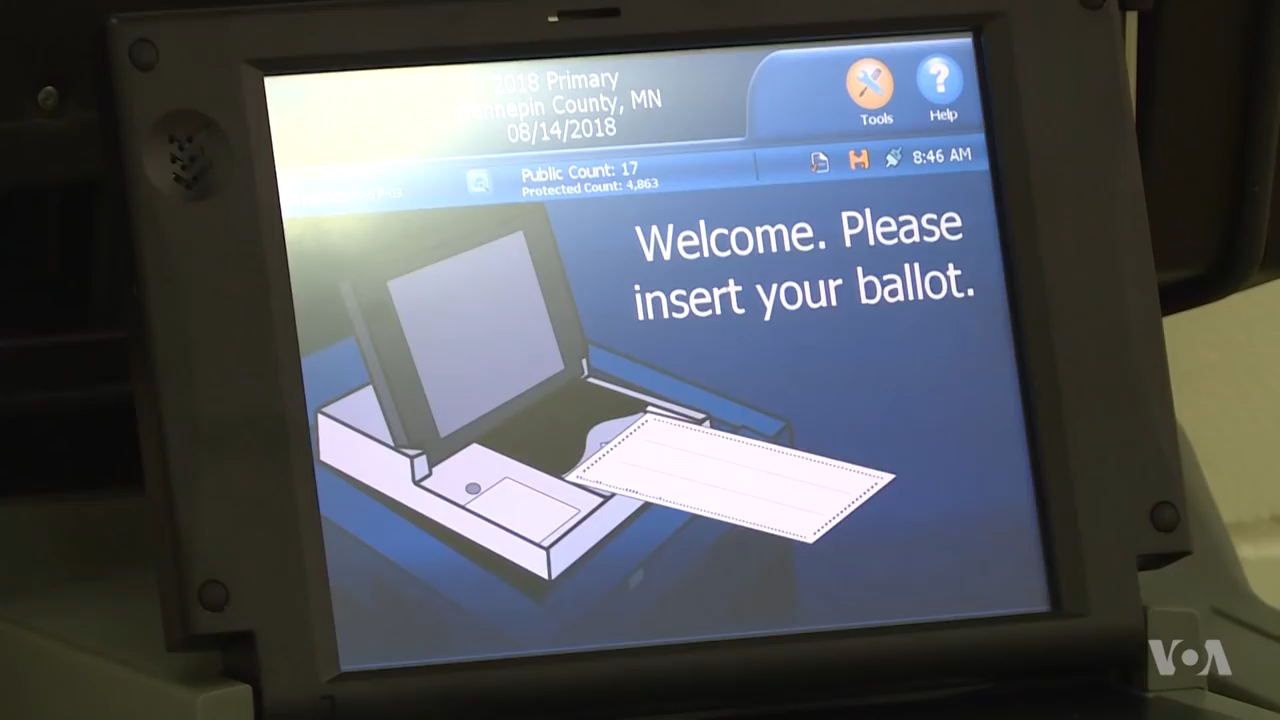 2018 Primary
Hennepin County, MN
08/14/2018
Tools
Help
Public Count: 17
Protected Count: 4,863
8:46 AM
Welcome. Please
insert your ballot.
VOA